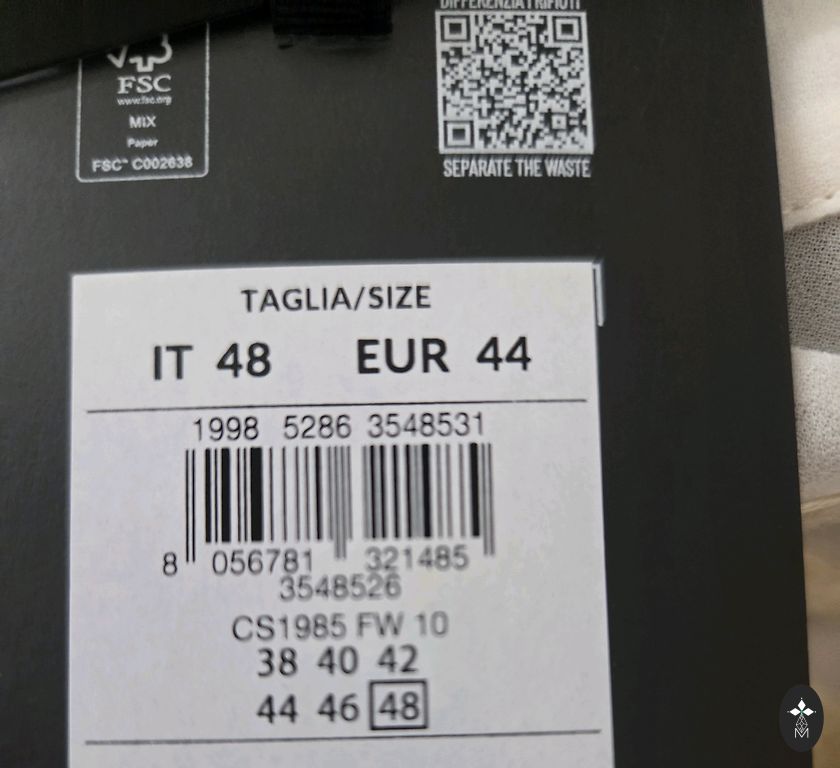 DIFFERENZIA I RIFIUTI
FSC
www.fsc.org
MIX
Paper
FSC™ C002638
SEPARATE THE WASTE
TAGLIA/SIZE
IT 48 EUR 44
1998 5286 3548531
8 056781 321485
3548526
CS1985 FW 10
38 40 42
44 46 48
M